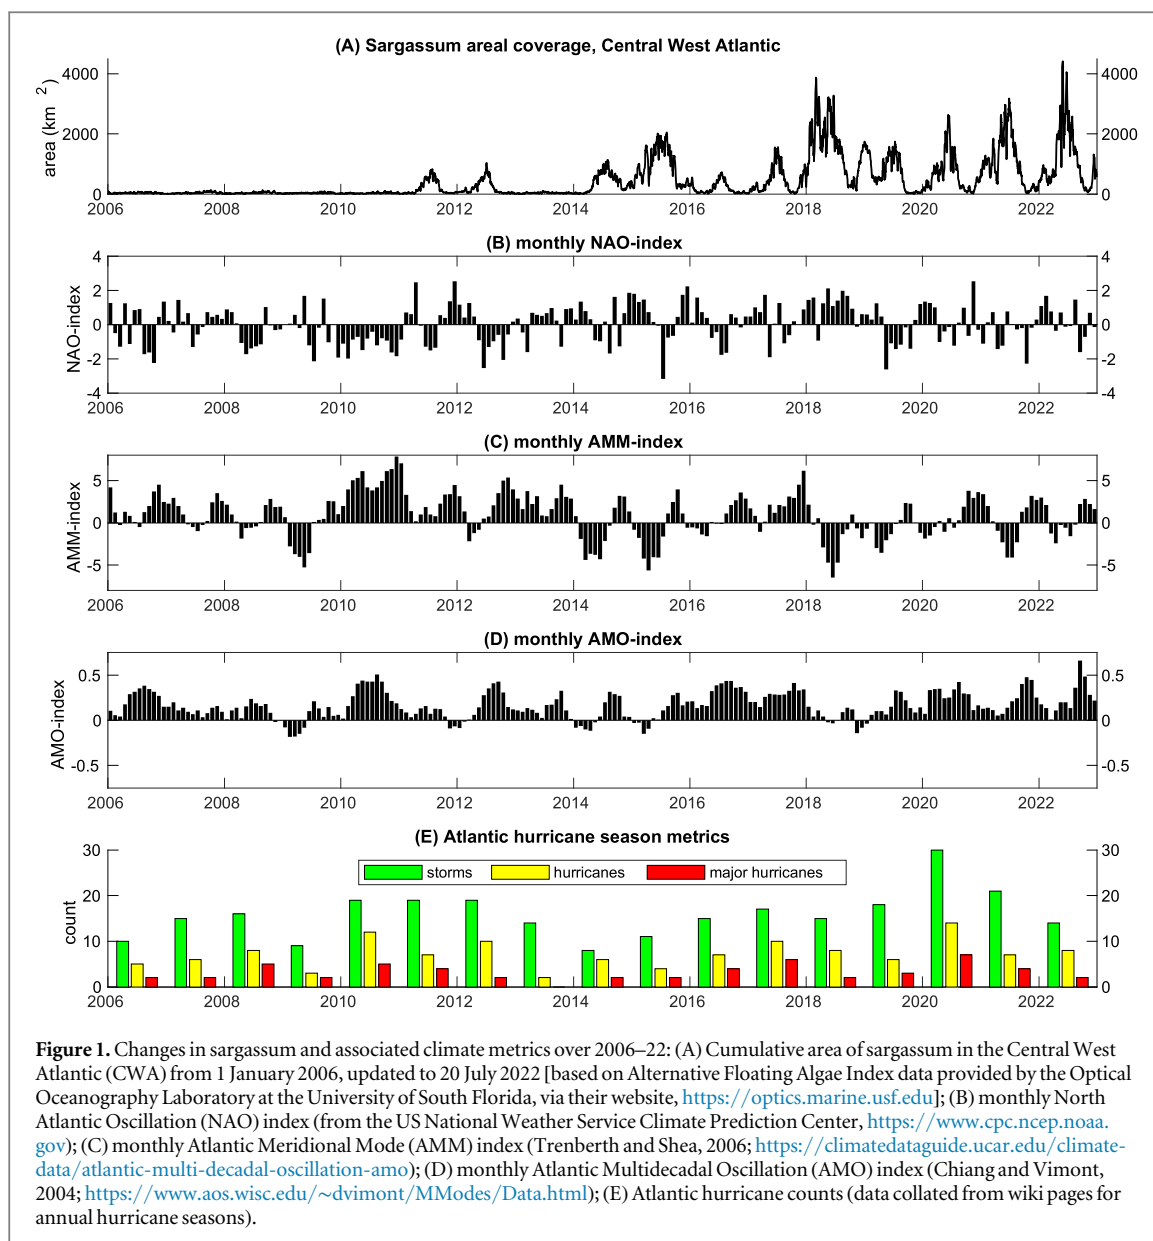 (A) Sargassum areal coverage, Central West Atlantic
area (km 2)
4000
2000
0
4000
2000
0
2006 2008 2010 2012 2014 2016 2018 2020 2022
(B) monthly NAO-index
NAO-index
4
2
0
-2
-4
4
2
0
-2
-4
2006 2008 2010 2012 2014 2016 2018 2020 2022
(C) monthly AMM-index
AMM-index
5
0
-5
5
0
-5
2006 2008 2010 2012 2014 2016 2018 2020 2022
(D) monthly AMO-index
AMO-index
0.5
0
-0.5
0.5
0
-0.5
2006 2008 2010 2012 2014 2016 2018 2020 2022
(E) Atlantic hurricane season metrics
count
30
20
10
0
30
20
10
0
storms hurricanes major hurricanes
2006 2008 2010 2012 2014 2016 2018 2020 2022
Figure 1. Changes in sargassum and associated climate metrics over 2006–22: (A) Cumulative area of sargassum in the Central West
Atlantic (CWA) from 1 January 2006, updated to 20 July 2022 [based on Alternative Floating Algae Index data provided by the Optical
Oceanography Laboratory at the University of South Florida, via their website, https://optics.marine.usf.edu]; (B) monthly North
Atlantic Oscillation (NAO) index (from the US National Weather Service Climate Prediction Center, https://www.cpc.ncep.noaa.
gov); (C) monthly Atlantic Meridional Mode (AMM) index (Trenberth and Shea, 2006; https://climatedataguide.ucar.edu/climate-
data/atlantic-multi-decadal-oscillation-amo); (D) monthly Atlantic Multidecadal Oscillation (AMO) index (Chiang and Vimont,
2004; https://www.aos.wisc.edu/~dvimont/MModes/Data.html); (E) Atlantic hurricane counts (data collated from wiki pages for
annual hurricane seasons).